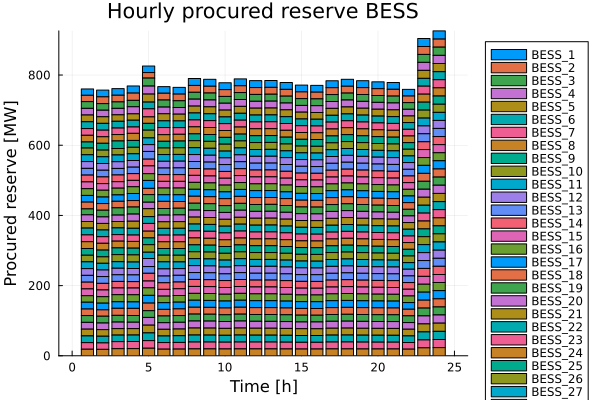 Hourly procured reserve BESS
Procured reserve [MW]
800
600
400
200
0
0 5 10 15 20 25
Time [h]
BESS_1
BESS_2
BESS_3
BESS_4
BESS_5
BESS_6
BESS_7
BESS_8
BESS_9
BESS_10
BESS_11
BESS_12
BESS_13
BESS_14
BESS_15
BESS_16
BESS_17
BESS_18
BESS_19
BESS_20
BESS_21
BESS_22
BESS_23
BESS_24
BESS_25
BESS_26
BESS_27